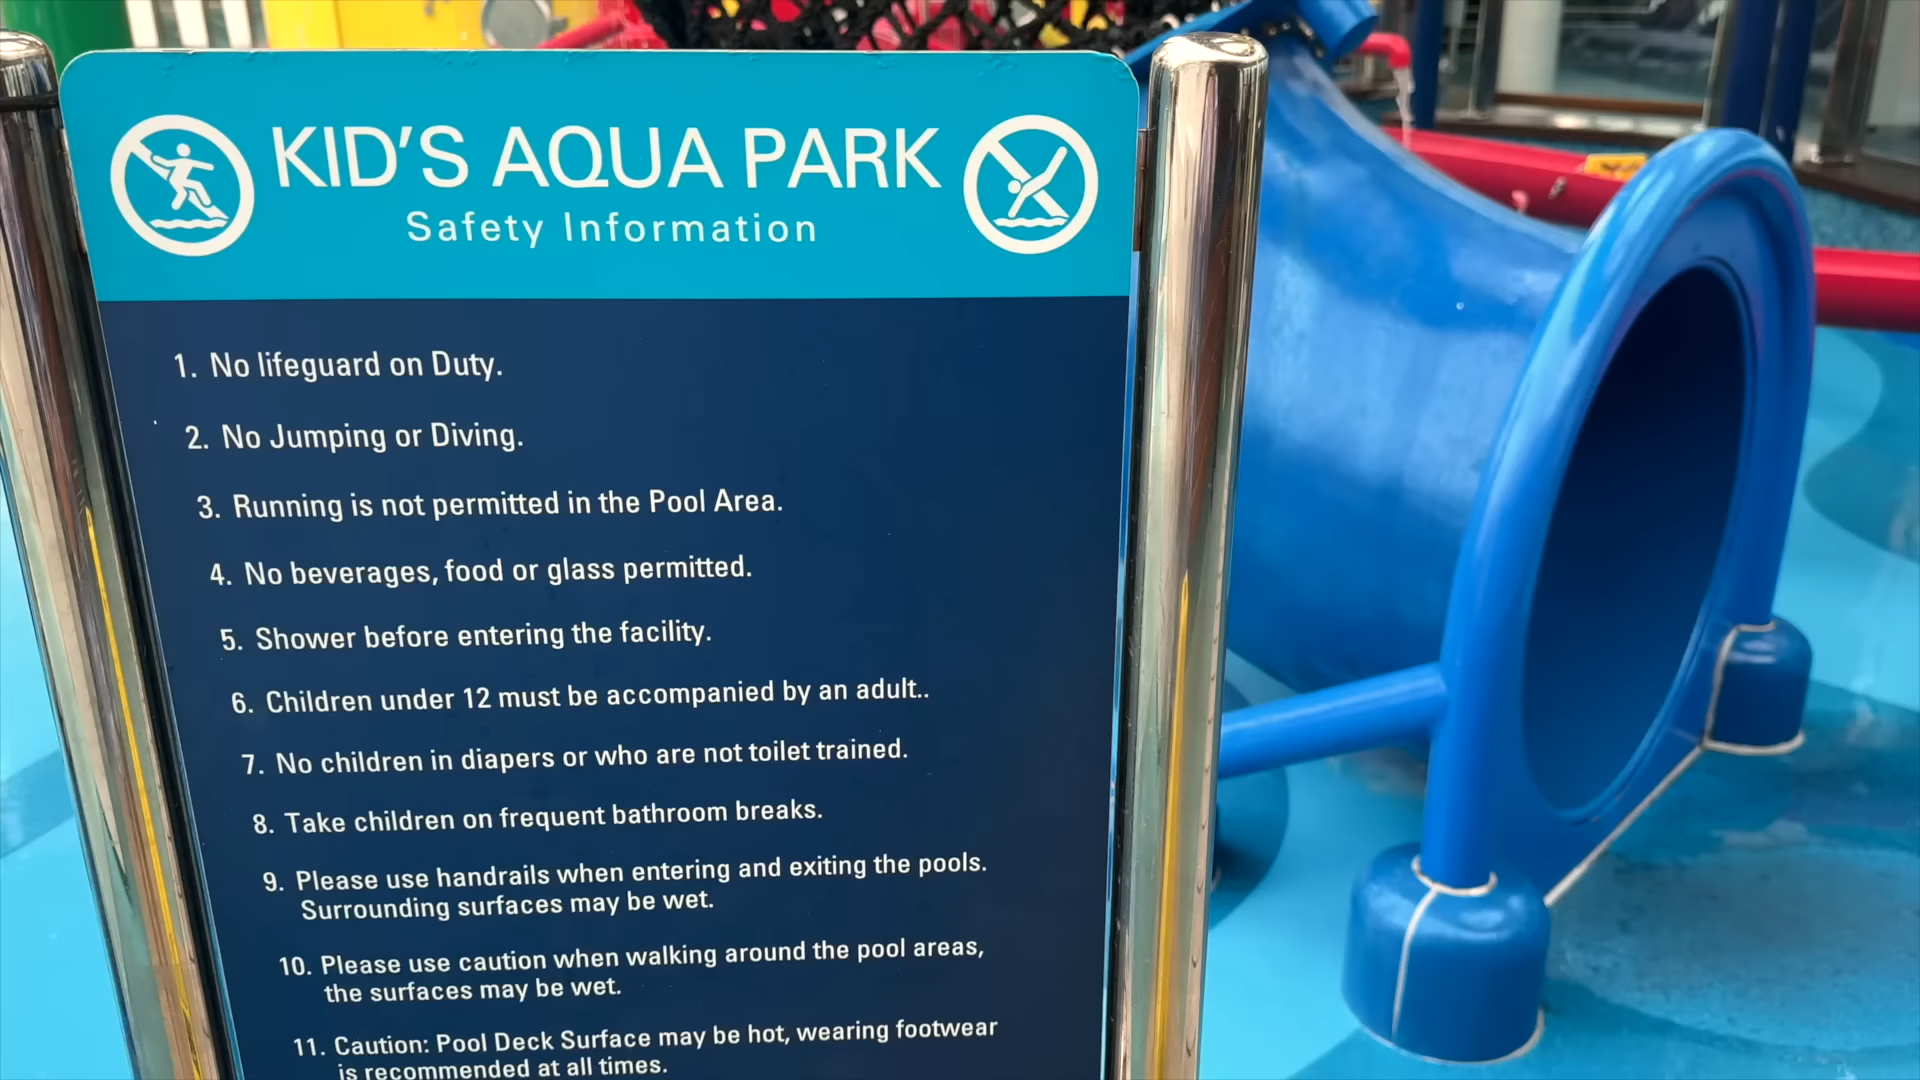 KID'S AQUA PARK
Safety Information
1. No lifeguard on Duty.
2. No Jumping or Diving.
3. Running is not permitted in the Pool Area.
4. No beverages, food or glass permitted.
5. Shower before entering the facility.
6. Children under 12 must be accompanied by an adult..
7. No children in diapers or who are not toilet trained.
8. Take children on frequent bathroom breaks.
9. Please use handrails when entering and exiting the pools.
Surrounding surfaces may be wet.
10. Please use caution when walking around the pool areas,
the surfaces may be wet.
11. Caution: Pool Deck Surface may be hot, wearing footwear
is recommended at all times.